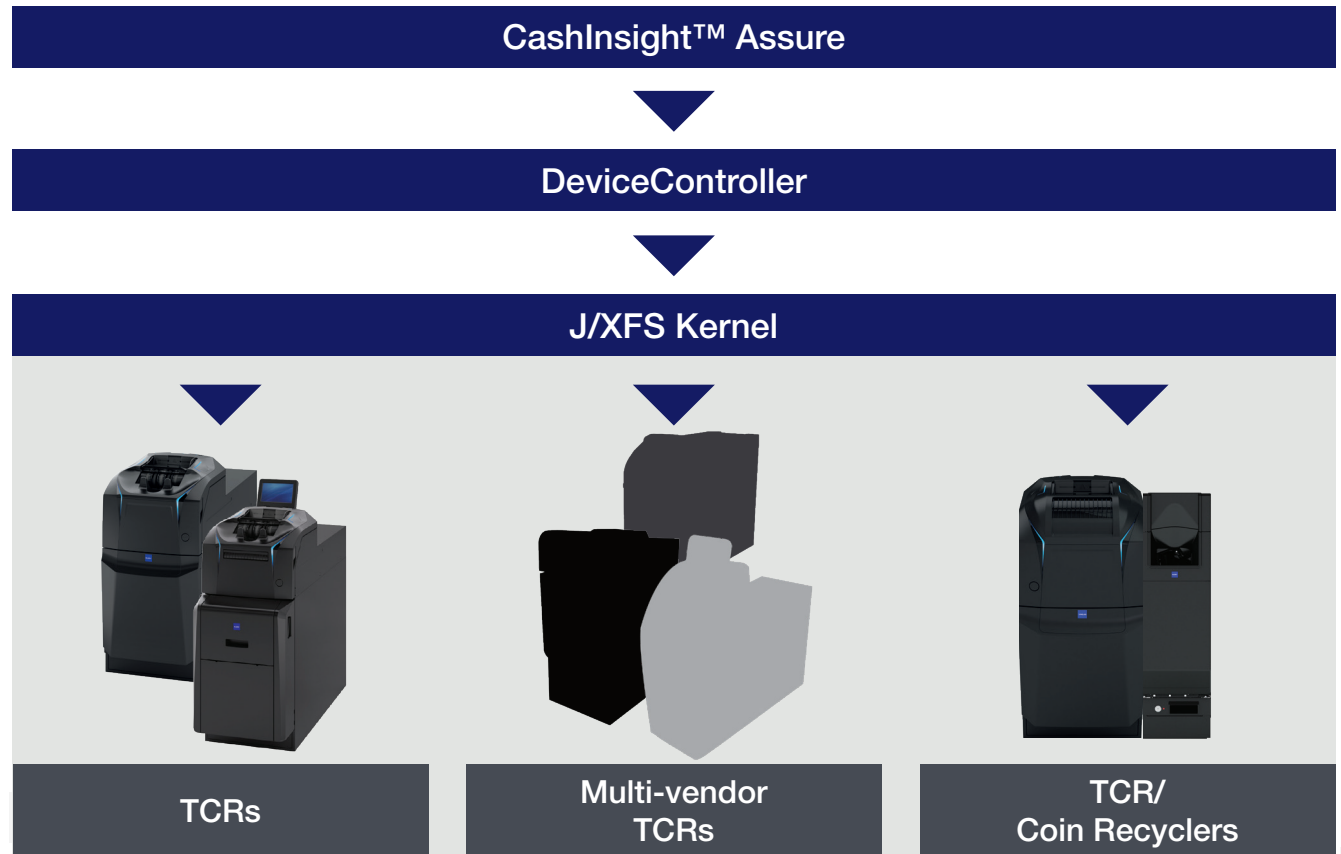 CashInsight™ Assure
DeviceController
J/XFS Kernel
TCRs
Multi-vendor
TCRs
TCR/
Coin Recyclers